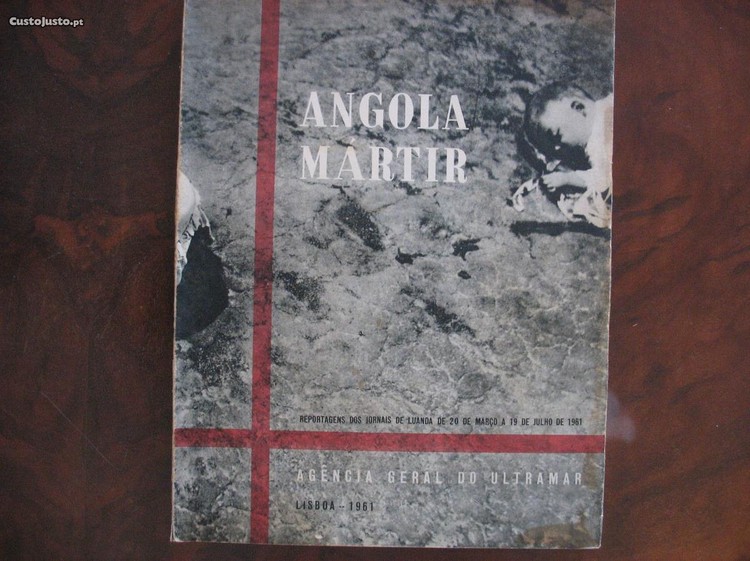 CustoJusto.pt
ANGOLA
MARTIR
REPORTAGENS DOS JORNAIS DE LUANDA DE 20 DE MARÇO A 19 DE JULHO DE 1961
AGÊNCIA GERAL DO ULTRAMAR
LISBOA – 1961